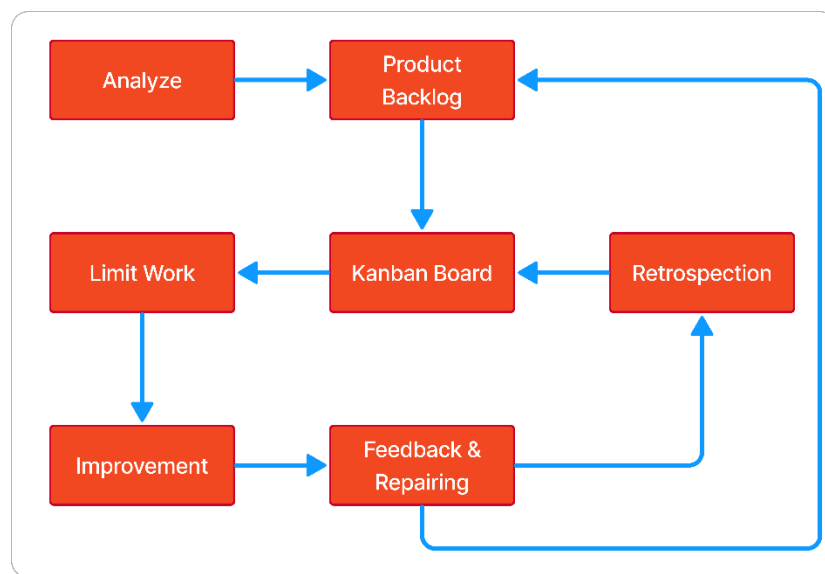 Analyze
Product
Backlog
Limit Work
Kanban Board
Retrospection
Improvement
Feedback &
Repairing